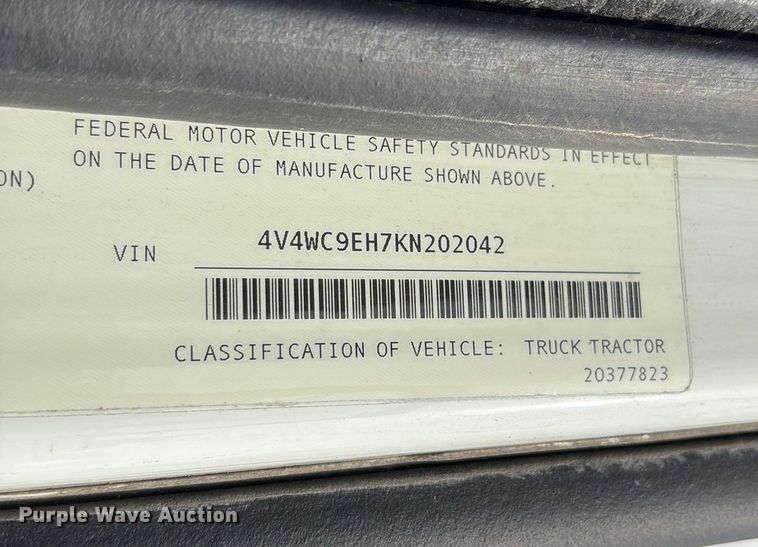 FEDERAL MOTOR VEHICLE SAFETY STANDARDS IN EFFECT
ON THE DATE OF MANUFACTURE SHOWN ABOVE.
ON)
VIN 4V4WC9EH7KN202042
CLASSIFICATION OF VEHICLE: TRUCK TRACTOR
20377823
Purple Wave Auction